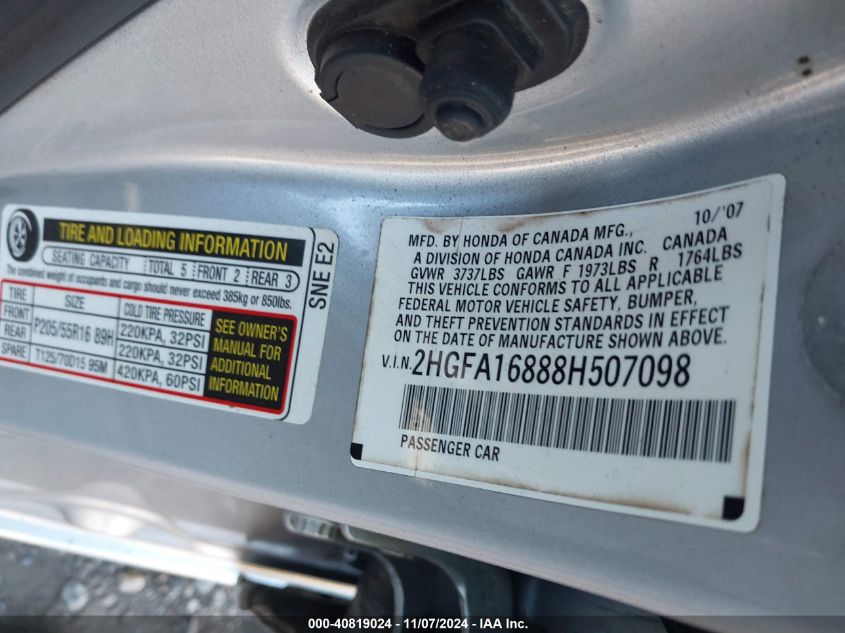 TIRE AND LOADING INFORMATION
SEATING CAPACITY TOTAL 5 FRONT 2 REAR 3
The combined weight of occupants and cargo should never exceed 385kg or 850lbs.
TIRE SIZE COLD TIRE PRESSURE
FRONT P205/55R16 89H 220KPA, 32PSI
REAR 220KPA, 32PSI
SPARE T125/70D15 95M 420KPA, 60PSI
SEE OWNER'S
MANUAL FOR
ADDITIONAL
INFORMATION
SNE E2
10/'07
MFD. BY HONDA OF CANADA MFG.,
A DIVISION OF HONDA CANADA INC. CANADA
GVWR 3737LBS GAWR F 1973LBS R 1764LBS
THIS VEHICLE CONFORMS TO ALL APPLICABLE
FEDERAL MOTOR VEHICLE SAFETY, BUMPER,
AND THEFT PREVENTION STANDARDS IN EFFECT
ON THE DATE OF MANUFACTURE SHOWN ABOVE.
V.I.N. 2HGFA16888H507098
PASSENGER CAR
000-40819024 - 11/07/2024 - IAA Inc.